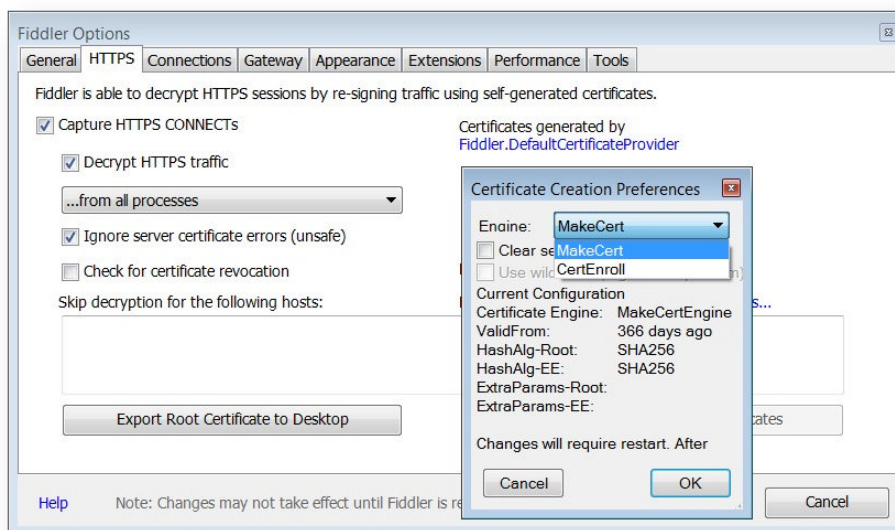 Fiddler Options
General HTTPS Connections Gateway Appearance Extensions Performance Tools
Fiddler is able to decrypt HTTPS sessions by re-signing traffic using self-generated certificates.
Capture HTTPS CONNECTs
Certificates generated by
Fiddler.DefaultCertificateProvider
Decrypt HTTPS traffic
...from all processes
Ignore server certificate errors (unsafe)
Check for certificate revocation
Skip decryption for the following hosts:
Export Root Certificate to Desktop
Help
Note: Changes may not take effect until Fiddler is
Cancel
Certificate Creation Preferences
Engine: MakeCert
MakeCert
CertEnroll
Clear
Use
Current Configuration
Certificate Engine: MakeCertEngine
ValidFrom: 366 days ago
HashAlg-Root: SHA256
HashAlg-EE: SHA256
ExtraParams-Root:
ExtraParams-EE:
Changes will require restart. After
Cancel
OK